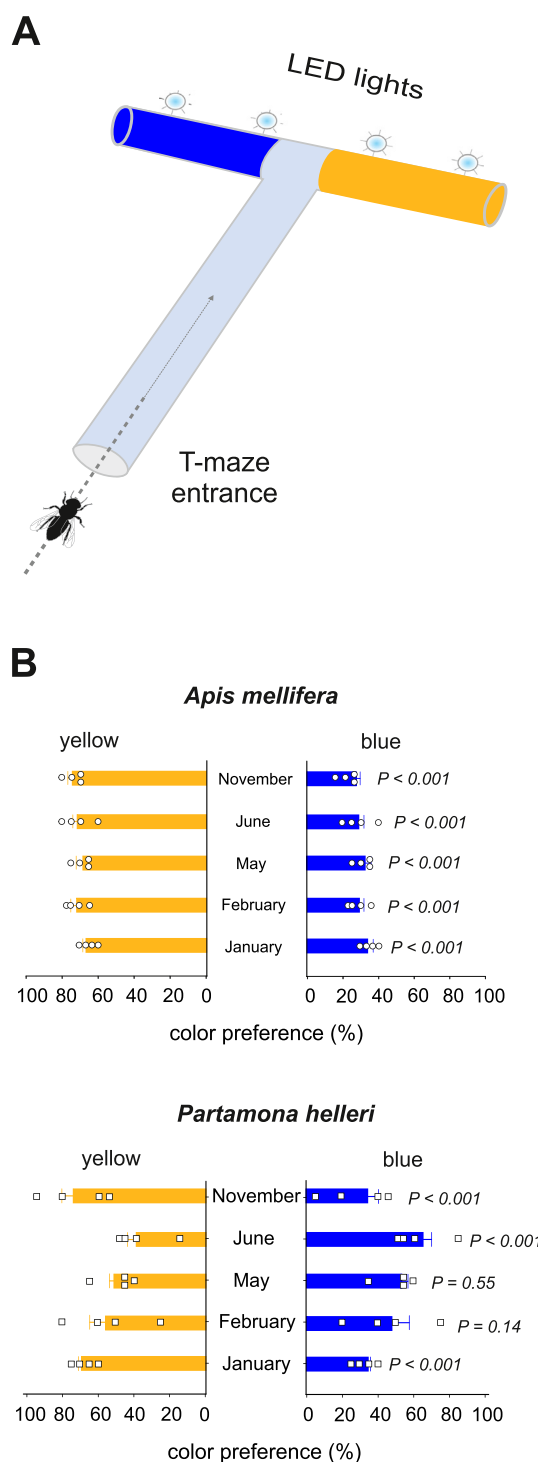 A
LED lights
T-maze
entrance
B
Apis mellifera
yellow blue
November P < 0.001
June P < 0.001
May P < 0.001
February P < 0.001
January P < 0.001
100 80 60 40 20 0 0 20 40 60 80 100
color preference (%)
Partamona helleri
yellow blue
November P < 0.001
June P < 0.001
May P = 0.55
February P = 0.14
January P < 0.001
100 80 60 40 20 0 0 20 40 60 80 100
color preference (%)